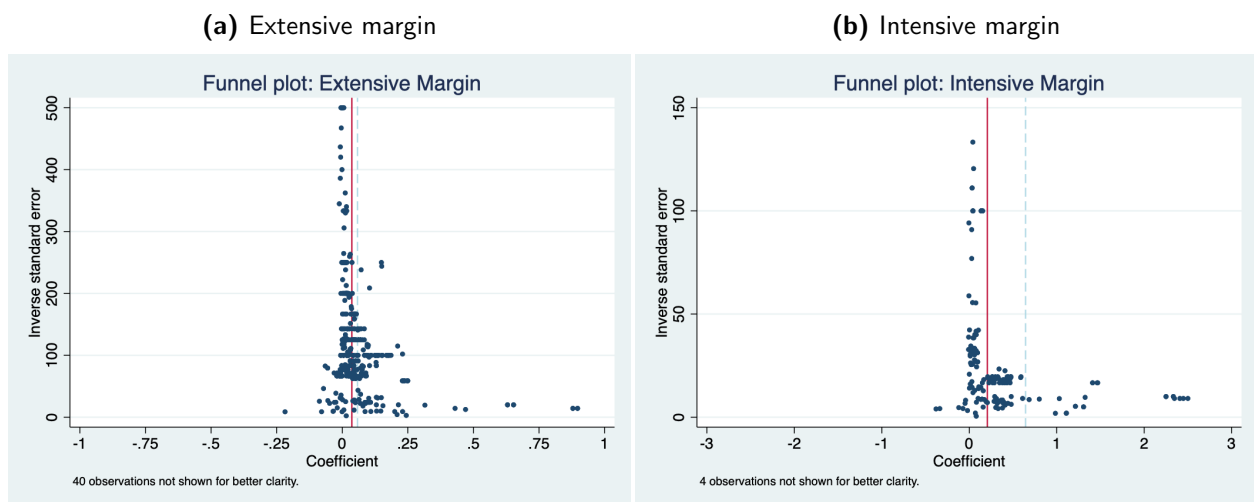 (a) Extensive margin
Funnel plot: Extensive Margin
Inverse standard error
500
400
300
200
100
0
-1 -.75 -.5 -.25 0 .25 .5 .75 1
Coefficient
40 observations not shown for better clarity.
(b) Intensive margin
Funnel plot: Intensive Margin
Inverse standard error
150
100
50
0
-3 -2 -1 0 1 2 3
Coefficient
4 observations not shown for better clarity.